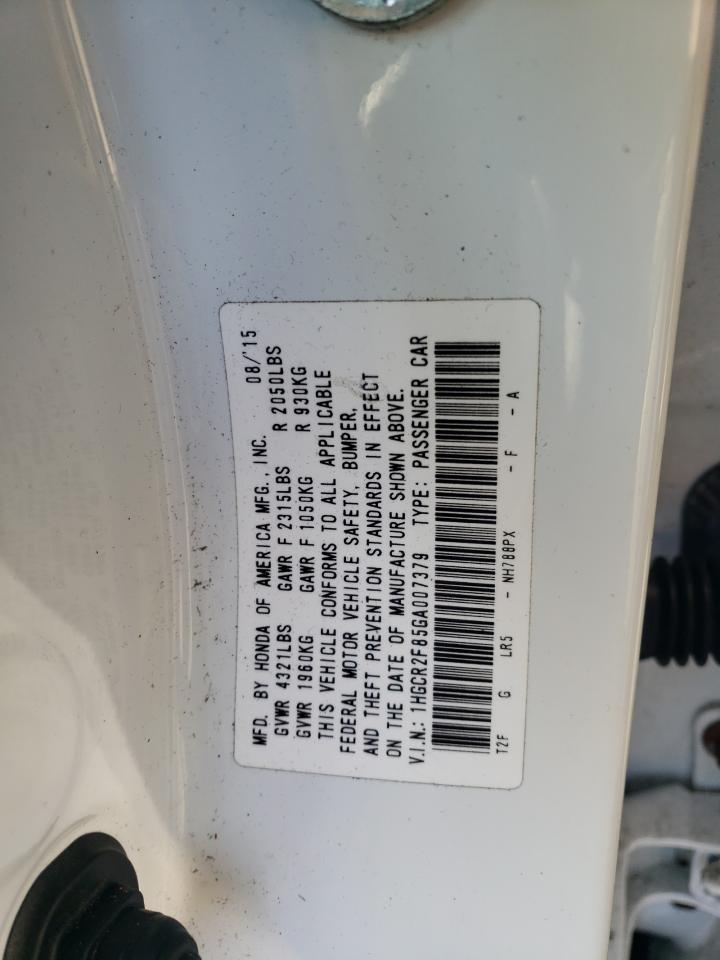 MFD. BY HONDA OF AMERICA MFG., INC. 08/'15
GVWR 4321LBS GAWR F 2315LBS R 2050LBS
GVWR 1960KG GAWR F 1050KG R 930KG
THIS VEHICLE CONFORMS TO ALL APPLICABLE
FEDERAL MOTOR VEHICLE SAFETY, BUMPER,
AND THEFT PREVENTION STANDARDS IN EFFECT
ON THE DATE OF MANUFACTURE SHOWN ABOVE.
V.I.N.: 1HGCR2F85GA007379 TYPE: PASSENGER CAR
T2F G LR5 - NH788PX - F - A